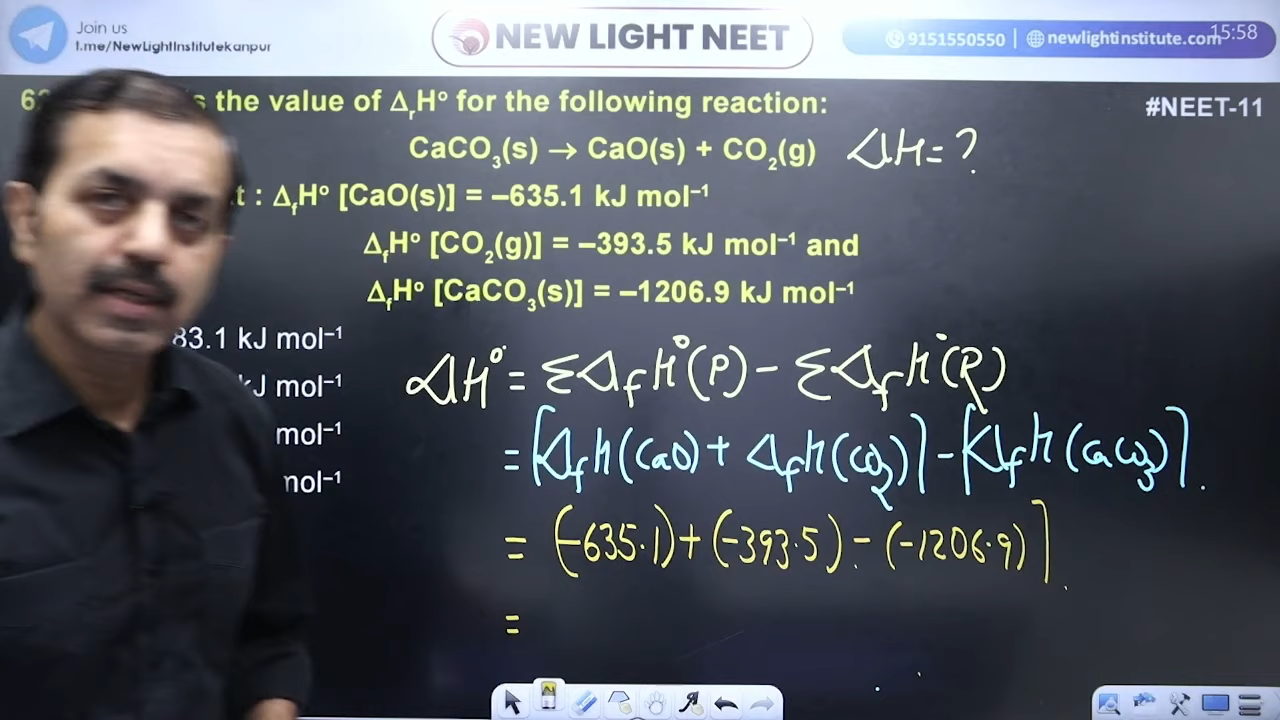 Join us
t.me/NewLightInstitutekanpur
NEW LIGHT NEET
9151550550 | newlightinstitute.com
15:58
the value of ΔrH° for the following reaction:
#NEET-11
CaCO₃(s) → CaO(s) + CO₂(g) ΔH = ?
: ΔfH° [CaO(s)] = –635.1 kJ mol⁻¹
ΔfH° [CO₂(g)] = –393.5 kJ mol⁻¹ and
ΔfH° [CaCO₃(s)] = –1206.9 kJ mol⁻¹
83.1 kJ mol⁻¹
kJ mol⁻¹
mol⁻¹
mol⁻¹
ΔH° = ΣΔfH°(P) – ΣΔfH°(R)
= [ΔfH(CaO) + ΔfH(CO₂)] – [ΔfH(CaCO₃)].
= (–635.1) + (–393.5) – (–1206.9)]
=